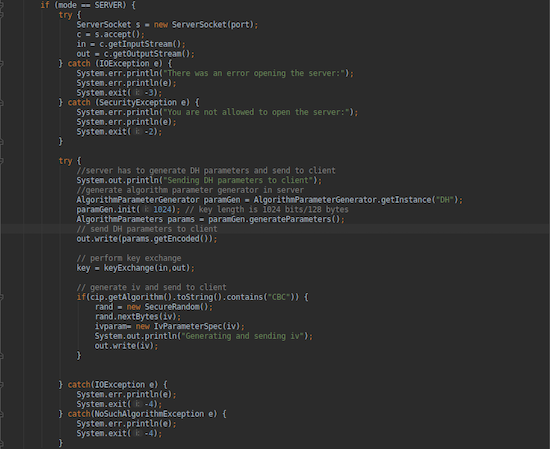 if (mode == SERVER) {
try {
ServerSocket s = new ServerSocket(port);
c = s.accept();
in = c.getInputStream();
out = c.getOutputStream();
} catch (IOException e) {
System.err.println("There was an error opening the server:");
System.err.println(e);
System.exit( i: -3);
} catch (SecurityException e) {
System.err.println("You are not allowed to open the server:");
System.err.println(e);
System.exit( i: -2);
}
try {
//server has to generate DH parameters and send to client
System.out.println("Sending DH parameters to client");
//generate algorithm parameter generator in server
AlgorithmParameterGenerator paramGen = AlgorithmParameterGenerator.getInstance("DH");
paramGen.init( i: 1024); // key length is 1024 bits/128 bytes
AlgorithmParameters params = paramGen.generateParameters();
// send DH parameters to client
out.write(params.getEncoded());
// perform key exchange
key = keyExchange(in,out);
// generate iv and send to client
if(cip.getAlgorithm().toString().contains("CBC")) {
rand = new SecureRandom();
rand.nextBytes(iv);
ivparam= new IvParameterSpec(iv);
System.out.println("Generating and sending iv");
out.write(iv);
}
} catch(IOException e) {
System.err.println(e);
System.exit( i: -4);
} catch(NoSuchAlgorithmException e) {
System.err.println(e);
System.exit( i: -4);
}